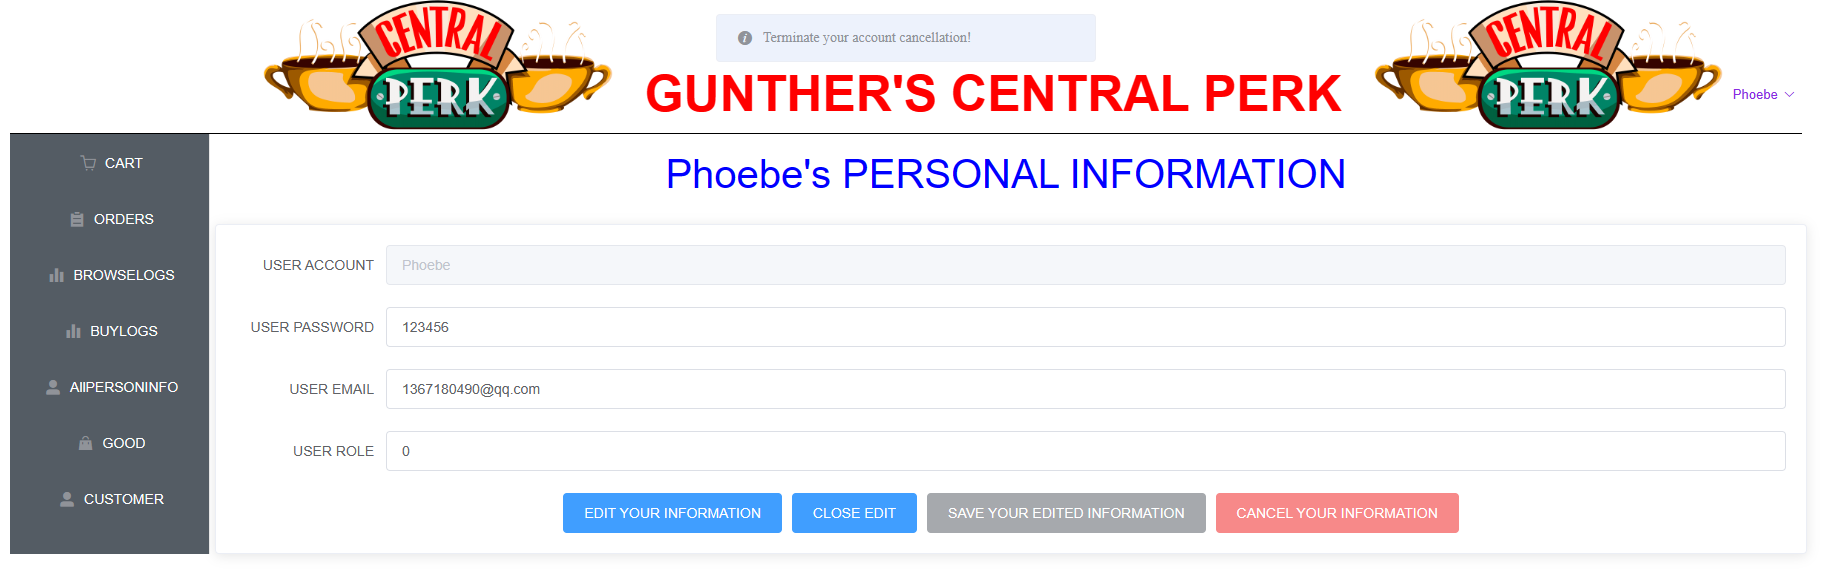 CENTRAL
PERK
Terminate your account cancellation!
GUNTHER'S CENTRAL PERK
CENTRAL
PERK
Phoebe
CART
ORDERS
BROWSELOGS
BUYLOGS
AllPERSONINFO
GOOD
CUSTOMER
Phoebe's PERSONAL INFORMATION
USER ACCOUNT Phoebe
USER PASSWORD 123456
USER EMAIL 1367180490@qq.com
USER ROLE 0
EDIT YOUR INFORMATION CLOSE EDIT SAVE YOUR EDITED INFORMATION CANCEL YOUR INFORMATION